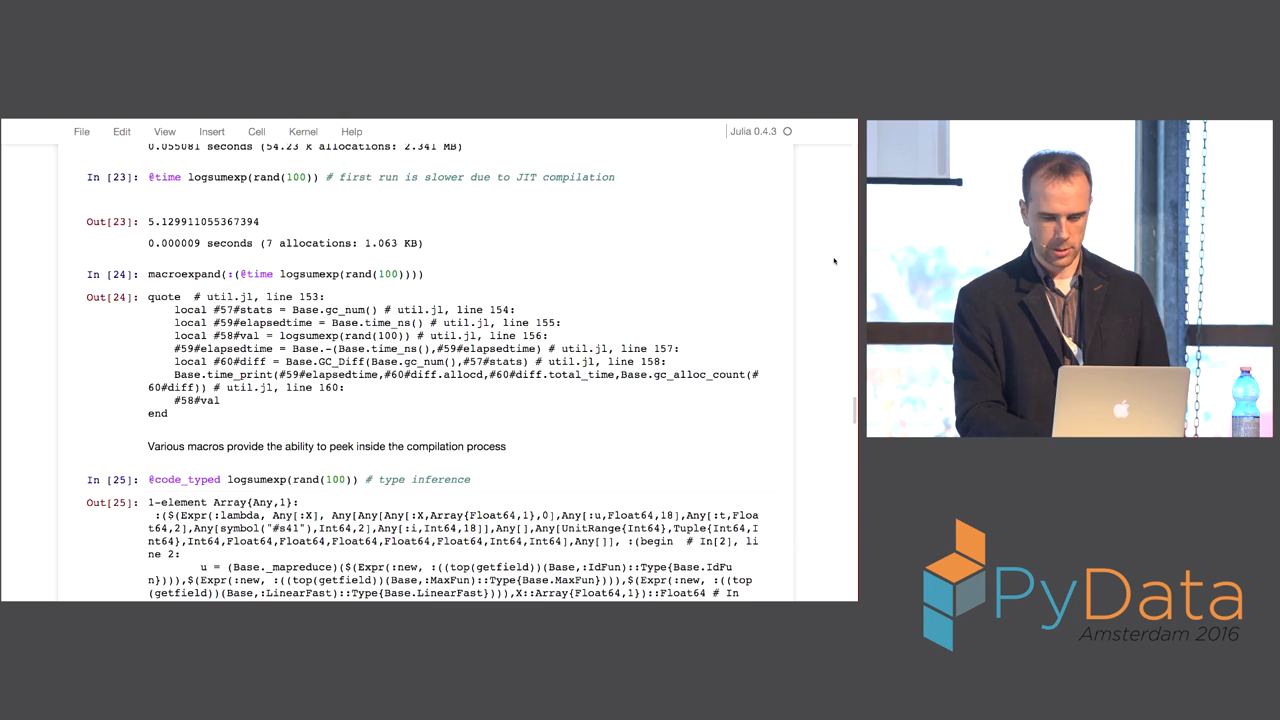 File Edit View Insert Cell Kernel Help Julia 0.4.3
0.055081 seconds (54.23 k allocations: 2.341 MB)
In [23]: @time logsumexp(rand(100)) # first run is slower due to JIT compilation
Out[23]: 5.129911055367394
0.000009 seconds (7 allocations: 1.063 KB)
In [24]: macroexpand(:(@time logsumexp(rand(100))))
Out[24]: quote  # util.jl, line 153:
local #57#stats = Base.gc_num() # util.jl, line 154:
local #59#elapsedtime = Base.time_ns() # util.jl, line 155:
local #58#val = logsumexp(rand(100)) # util.jl, line 156:
#59#elapsedtime = Base.-(Base.time_ns(),#59#elapsedtime) # util.jl, line 157:
local #60#diff = Base.GC_Diff(Base.gc_num(),#57#stats) # util.jl, line 158:
Base.time_print(#59#elapsedtime,#60#diff.allocd,#60#diff.total_time,Base.gc_alloc_count(#
60#diff)) # util.jl, line 160:
#58#val
end
Various macros provide the ability to peek inside the compilation process
In [25]: @code_typed logsumexp(rand(100)) # type inference
Out[25]: 1-element Array{Any,1}:
:($(Expr(:lambda, Any[:X], Any[Any[Any[:X,Array{Float64,1},0],Any[:u,Float64,18],Any[:t,Floa
t64,2],Any[symbol("#s41"),Int64,2],Any[:i,Int64,18]],Any[],Any[UnitRange{Int64},Tuple{Int64,I
nt64},Int64,Float64,Float64,Float64,Float64,Float64,Int64,Int64],Any[]], :(begin  # In[2], li
ne 2:
u = (Base._mapreduce)($(Expr(:new, :((top(getfield))(Base,:IdFun)::Type{Base.IdFu
n}))),$(Expr(:new, :((top(getfield))(Base,:MaxFun)::Type{Base.MaxFun}))),$(Expr(:new, :((top
(getfield))(Base,:LinearFast)::Type{Base.LinearFast}))),X::Array{Float64,1})::Float64 # In
PyData
Amsterdam 2016